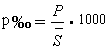 p‰ = P / S̅ · 1000